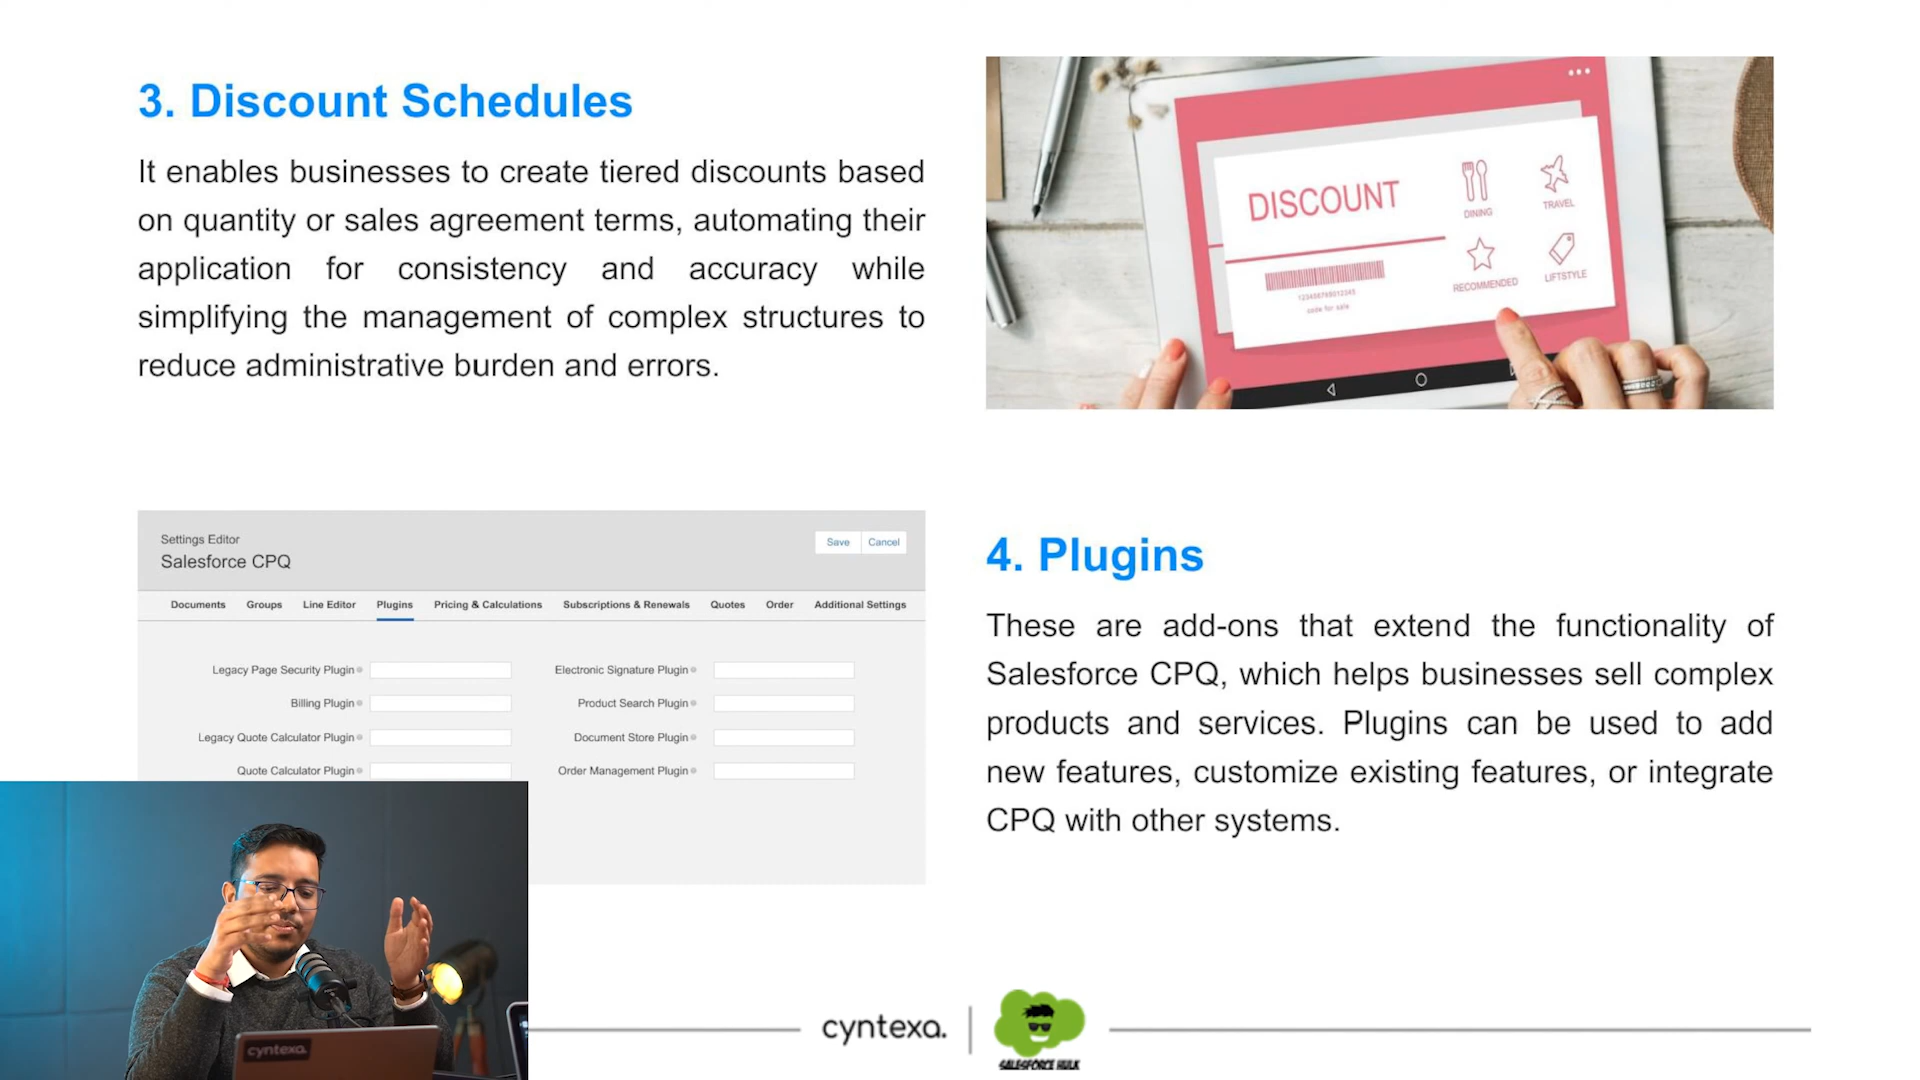 3. Discount Schedules
It enables businesses to create tiered discounts based
on quantity or sales agreement terms, automating their
application for consistency and accuracy while
simplifying the management of complex structures to
reduce administrative burden and errors.
DISCOUNT
DINING
TRAVEL
RECOMMENDED
LIFTSTYLE
code for sale
Settings Editor
Salesforce CPQ
Save
Cancel
Documents Groups Line Editor Plugins Pricing & Calculations Subscriptions & Renewals Quotes Order Additional Settings
Legacy Page Security Plugin
Electronic Signature Plugin
Billing Plugin
Product Search Plugin
Legacy Quote Calculator Plugin
Document Store Plugin
Quote Calculator Plugin
Order Management Plugin
4. Plugins
These are add-ons that extend the functionality of
Salesforce CPQ, which helps businesses sell complex
products and services. Plugins can be used to add
new features, customize existing features, or integrate
CPQ with other systems.
cyntexa.
cyntexa.
SALESFORCE HULK